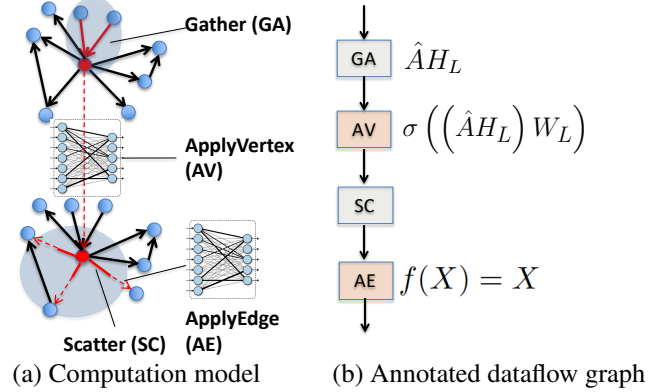 Gather (GA)
ApplyVertex
(AV)
Scatter (SC)
ApplyEdge
(AE)
(a) Computation model
GA
ÂH_L
AV
σ((ÂH_L)W_L)
SC
AE
f(X) = X
(b) Annotated dataflow graph